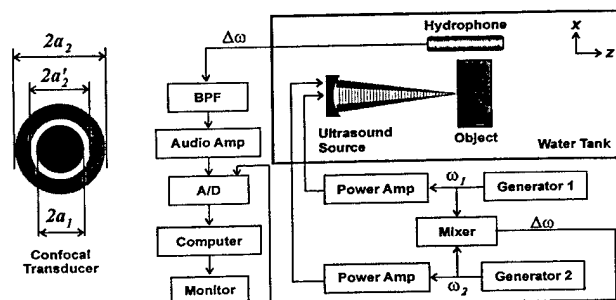 2a₂
2a'₂
2a₁
Confocal
Transducer
Δω
BPF
Audio Amp
A/D
Computer
Monitor
Hydrophone
x
z
Ultrasound
Source
Object
Water Tank
Power Amp
ω₁
Generator 1
Mixer
Δω
Power Amp
ω₂
Generator 2